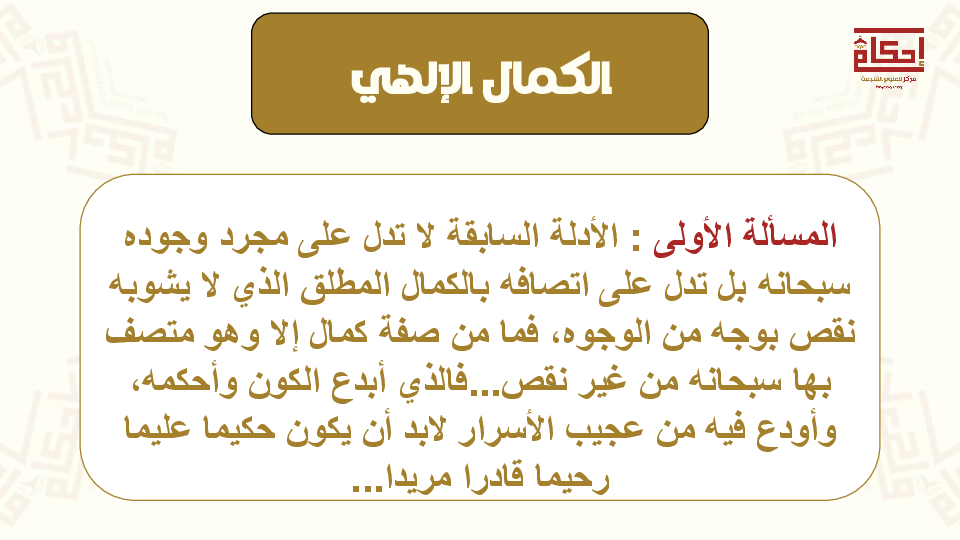 إحكام
مركز للعلوم الشرعية
الكمال الإلهي
المسألة الأولى : الأدلة السابقة لا تدل على مجرد وجوده
سبحانه بل تدل على اتصافه بالكمال المطلق الذي لا يشوبه
نقص بوجه من الوجوه، فما من صفة كمال إلا وهو متصف
بها سبحانه من غير نقص...فالذي أبدع الكون وأحكمه،
وأودع فيه من عجيب الأسرار لابد أن يكون حكيما عليما
رحيما قادرا مريدا...